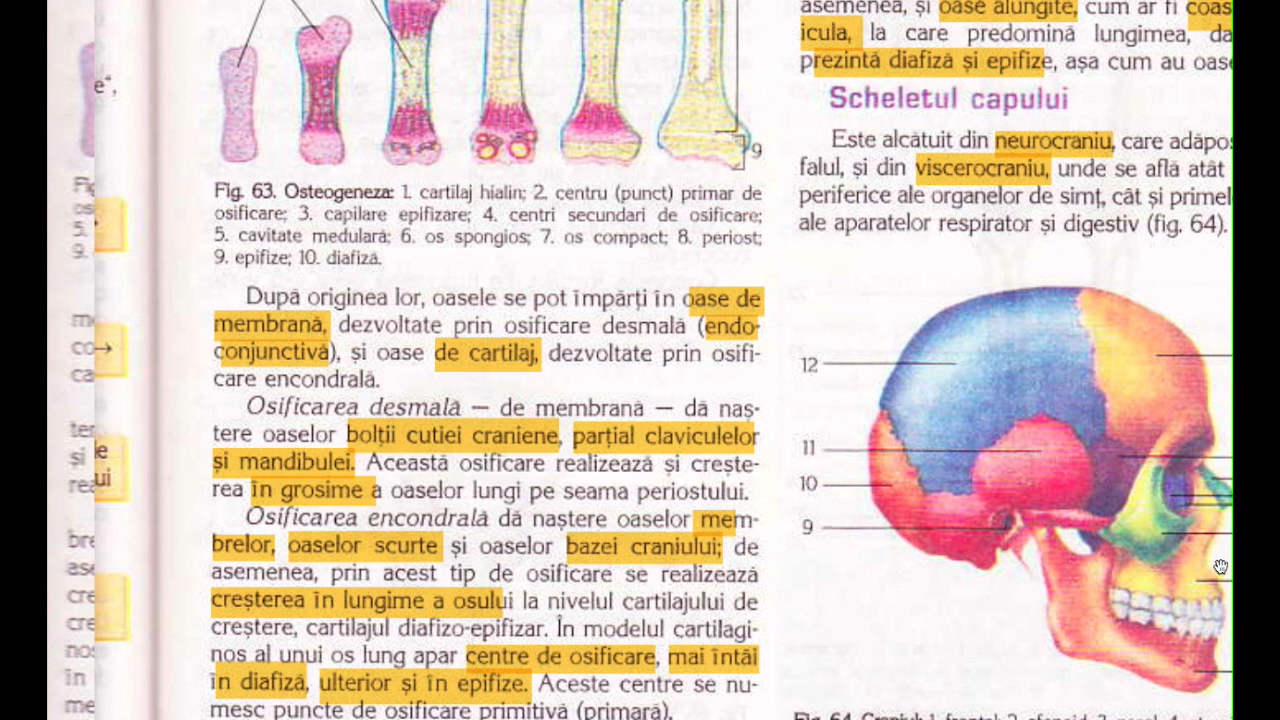 9
Fig. 63. Osteogeneza: 1. cartilaj hialin; 2. centru (punct) primar de
osificare; 3. capilare epifizare; 4. centri secundari de osificare;
5. cavitate medulară; 6. os spongios; 7. os compact; 8. periost;
9. epifize; 10. diafiză.
După originea lor, oasele se pot împărți în oase de
membrană, dezvoltate prin osificare desmală (endo-
conjunctivă), și oase de cartilaj, dezvoltate prin osifi-
care encondrală.
Osificarea desmală — de membrană — dă naș-
tere oaselor bolții cutiei craniene, parțial claviculelor
și mandibulei. Această osificare realizează și crește-
rea în grosime a oaselor lungi pe seama periostului.
Osificarea encondrală dă naștere oaselor mem-
brelor, oaselor scurte și oaselor bazei craniului; de
asemenea, prin acest tip de osificare se realizează
creșterea în lungime a osului la nivelul cartilajului de
creștere, cartilajul diafizo-epifizar. În modelul cartilagi-
nos al unui os lung apar centre de osificare, mai întâi
în diafiză, ulterior și în epifize. Aceste centre se nu-
mesc puncte de osificare primitivă (primară).
asemenea, și oase alungite, cum ar fi coas
icula, la care predomină lungimea, da
prezintă diafiză și epifize, așa cum au oase
Scheletul capului
Este alcătuit din neurocraniu, care adăpos
falul, și din viscerocraniu, unde se află atât
periferice ale organelor de simț, cât și primel
ale aparatelor respirator și digestiv (fig. 64).
12
11
10
9